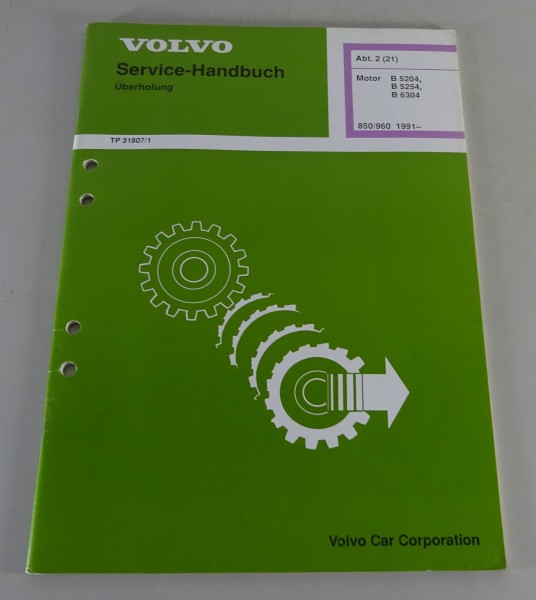 VOLVO
Service-Handbuch
Überholung
Abt. 2 (21)
Motor B 5204,
B 5254,
B 6304
850/960 1991–
TP 31807/1
Volvo Car Corporation